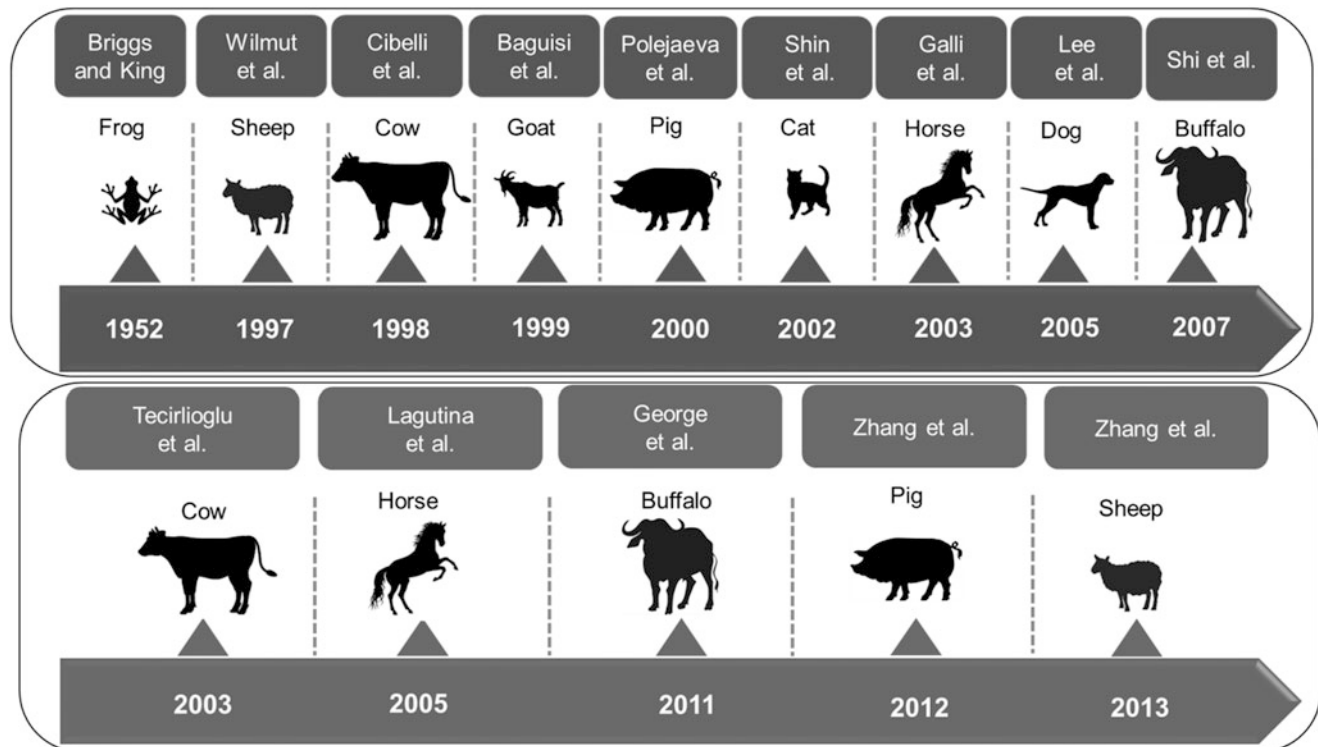 Briggs
and King
Wilmut
et al.
Cibelli
et al.
Baguisi
et al.
Polejaeva
et al.
Shin
et al.
Galli
et al.
Lee
et al.
Shi et al.
Frog
Sheep
Cow
Goat
Pig
Cat
Horse
Dog
Buffalo
1952
1997
1998
1999
2000
2002
2003
2005
2007
Tecirlioglu
et al.
Lagutina
et al.
George
et al.
Zhang et al.
Zhang et al.
Cow
Horse
Buffalo
Pig
Sheep
2003
2005
2011
2012
2013